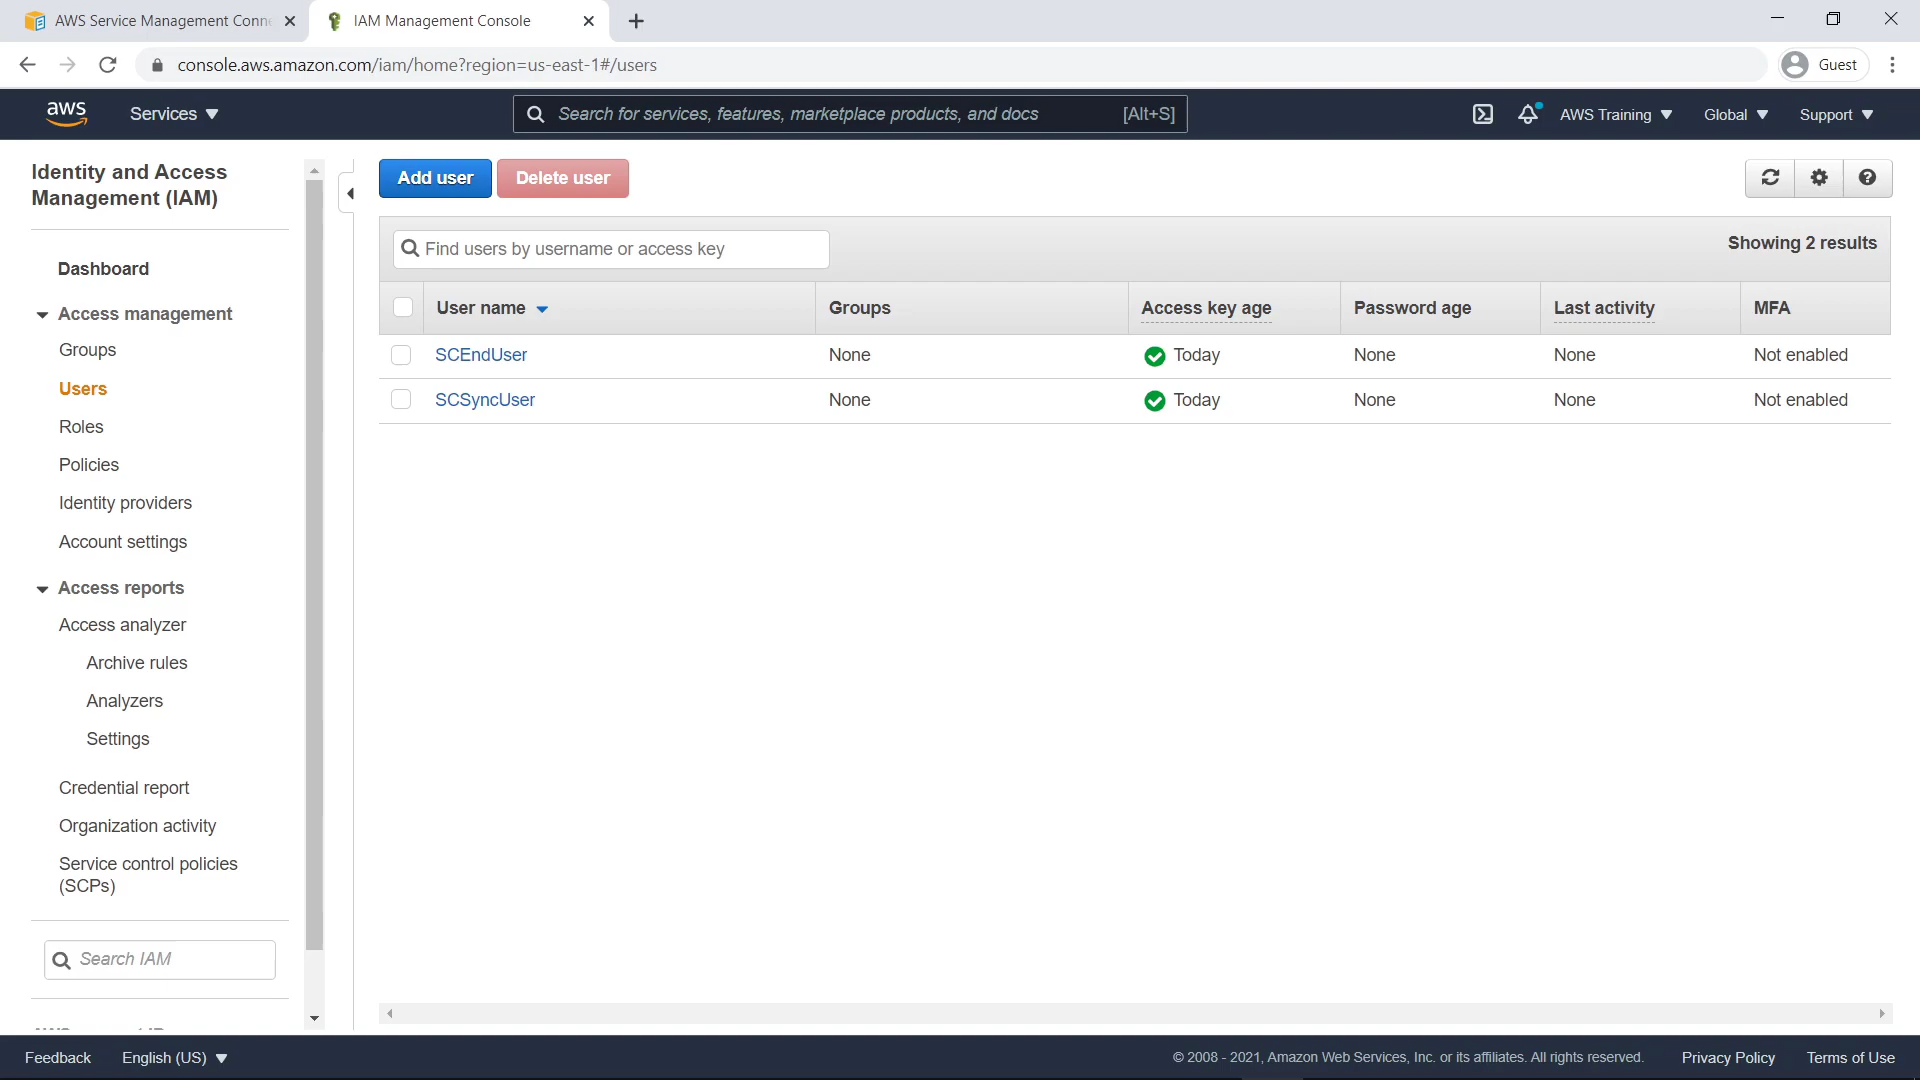 AWS Service Management Conn
IAM Management Console
console.aws.amazon.com/iam/home?region=us-east-1#/users
Guest
aws
Services
Search for services, features, marketplace products, and docs [Alt+S]
AWS Training
Global
Support
Identity and Access
Management (IAM)
Dashboard
Access management
Groups
Users
Roles
Policies
Identity providers
Account settings
Access reports
Access analyzer
Archive rules
Analyzers
Settings
Credential report
Organization activity
Service control policies
(SCPs)
Search IAM
Add user
Delete user
Find users by username or access key
Showing 2 results
User name Groups Access key age Password age Last activity MFA
SCEndUser None Today None None Not enabled
SCSyncUser None Today None None Not enabled
Feedback
English (US)
© 2008 - 2021, Amazon Web Services, Inc. or its affiliates. All rights reserved.
Privacy Policy
Terms of Use